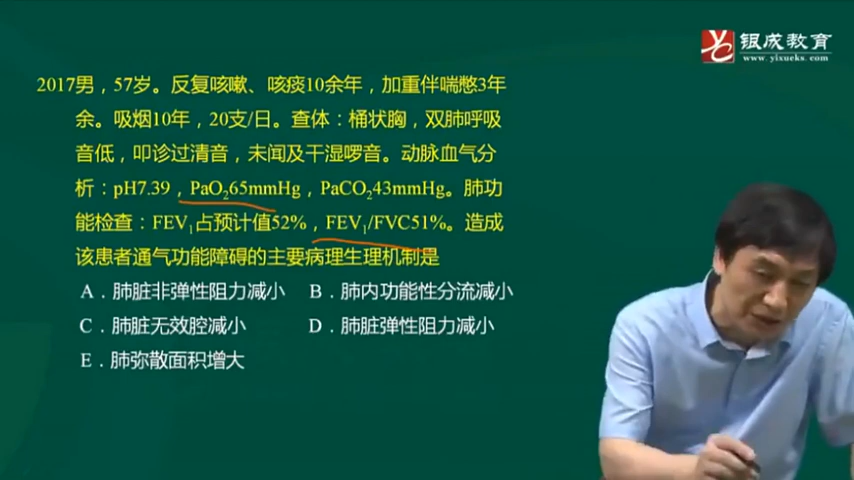 银成教育
www.yixueks.com
2017男，57岁。反复咳嗽、咳痰10余年，加重伴喘憋3年
余。吸烟10年，20支/日。查体：桶状胸，双肺呼吸
音低，叩诊过清音，未闻及干湿啰音。动脉血气分
析：pH7.39，PaO₂65mmHg，PaCO₂43mmHg。肺功
能检查：FEV₁占预计值52%，FEV₁/FVC51%。造成
该患者通气功能障碍的主要病理生理机制是
A．肺脏非弹性阻力减小 B．肺内功能性分流减小
C．肺脏无效腔减小 D．肺脏弹性阻力减小
E．肺弥散面积增大